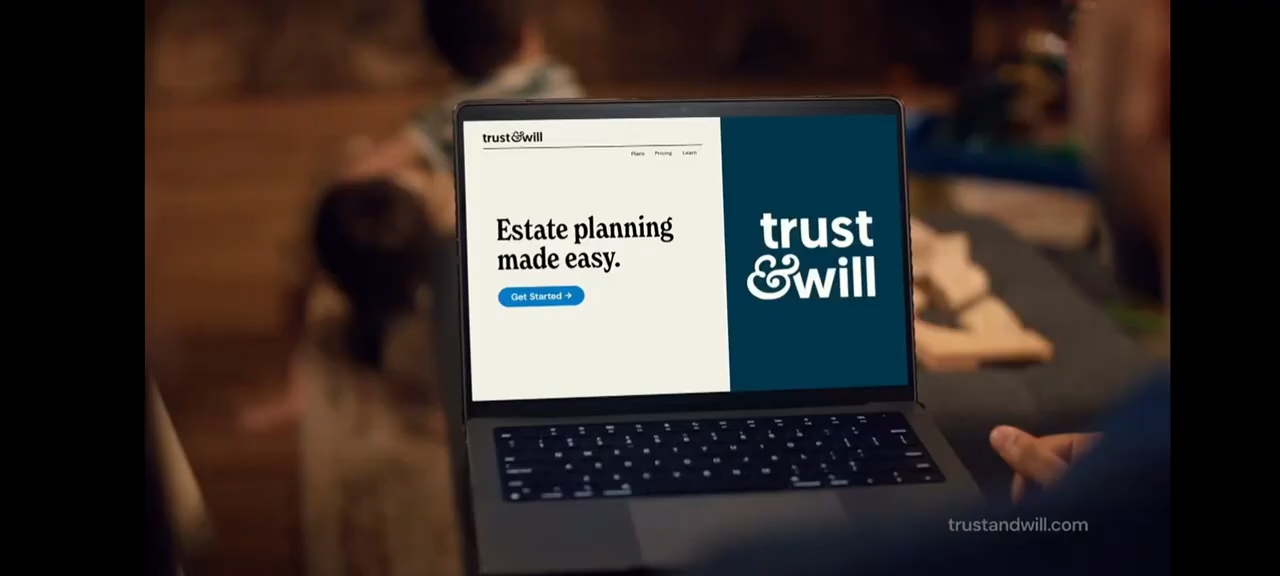 trust&will
Plans Pricing Learn
Estate planning
made easy.
Get Started →
trust
&will
trustandwill.com